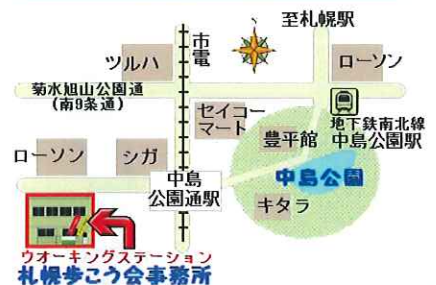 至札幌駅
市電
ツルハ
ローソン
菊水旭山公園通
(南9条通)
セイコー
マート
地下鉄南北線
中島公園駅
豊平館
ローソン
シガ
中島
公園通駅
中島公園
キタラ
ウオーキングステーション
札幌歩こう会事務所